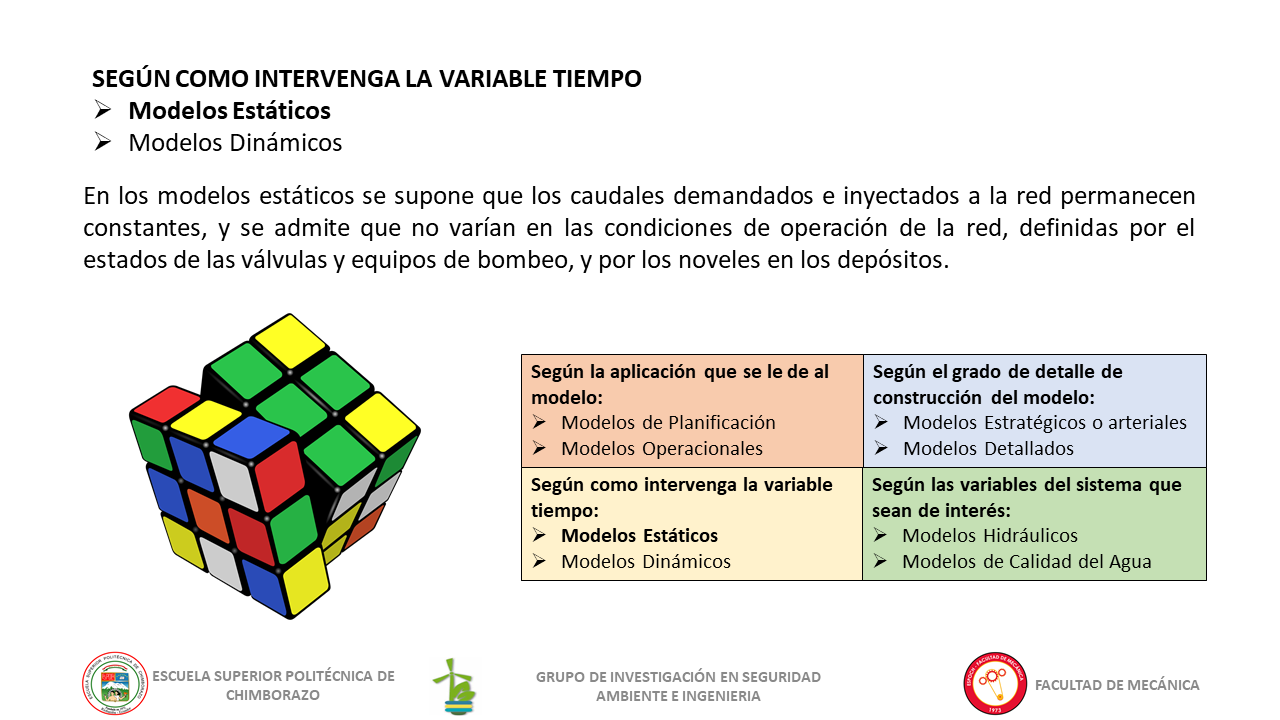 SEGÚN COMO INTERVENGA LA VARIABLE TIEMPO
➢ Modelos Estáticos
➢ Modelos Dinámicos
En los modelos estáticos se supone que los caudales demandados e inyectados a la red permanecen
constantes, y se admite que no varían en las condiciones de operación de la red, definidas por el
estados de las válvulas y equipos de bombeo, y por los noveles en los depósitos.
Según la aplicación que se le de al
modelo:
➢ Modelos de Planificación
➢ Modelos Operacionales
Según el grado de detalle de
construcción del modelo:
➢ Modelos Estratégicos o arteriales
➢ Modelos Detallados
Según como intervenga la variable
tiempo:
➢ Modelos Estáticos
➢ Modelos Dinámicos
Según las variables del sistema que
sean de interés:
➢ Modelos Hidráulicos
➢ Modelos de Calidad del Agua
ESCUELA SUPERIOR POLITÉCNICA DE
CHIMBORAZO
GRUPO DE INVESTIGACIÓN EN SEGURIDAD
AMBIENTE E INGENIERIA
ESPOCH - FACULTAD DE MECÁNICA
1973
FACULTAD DE MECÁNICA